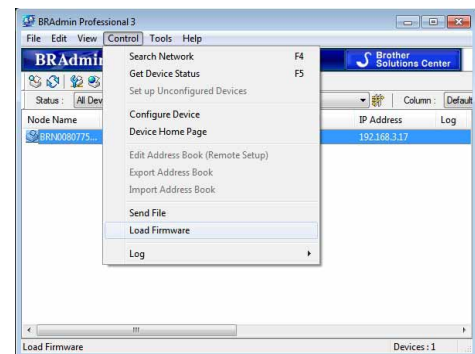 BRAdmin Professional 3
File Edit View Control Tools Help
BRAdmi
Brother
Solutions Center
Search Network F4
Get Device Status F5
Set up Unconfigured Devices
Configure Device
Device Home Page
Edit Address Book (Remote Setup)
Export Address Book
Import Address Book
Send File
Load Firmware
Log
Status : All Dev
Column : Default
Node Name IP Address Log
BRN0080775... 192.168.3.17
Load Firmware Devices : 1